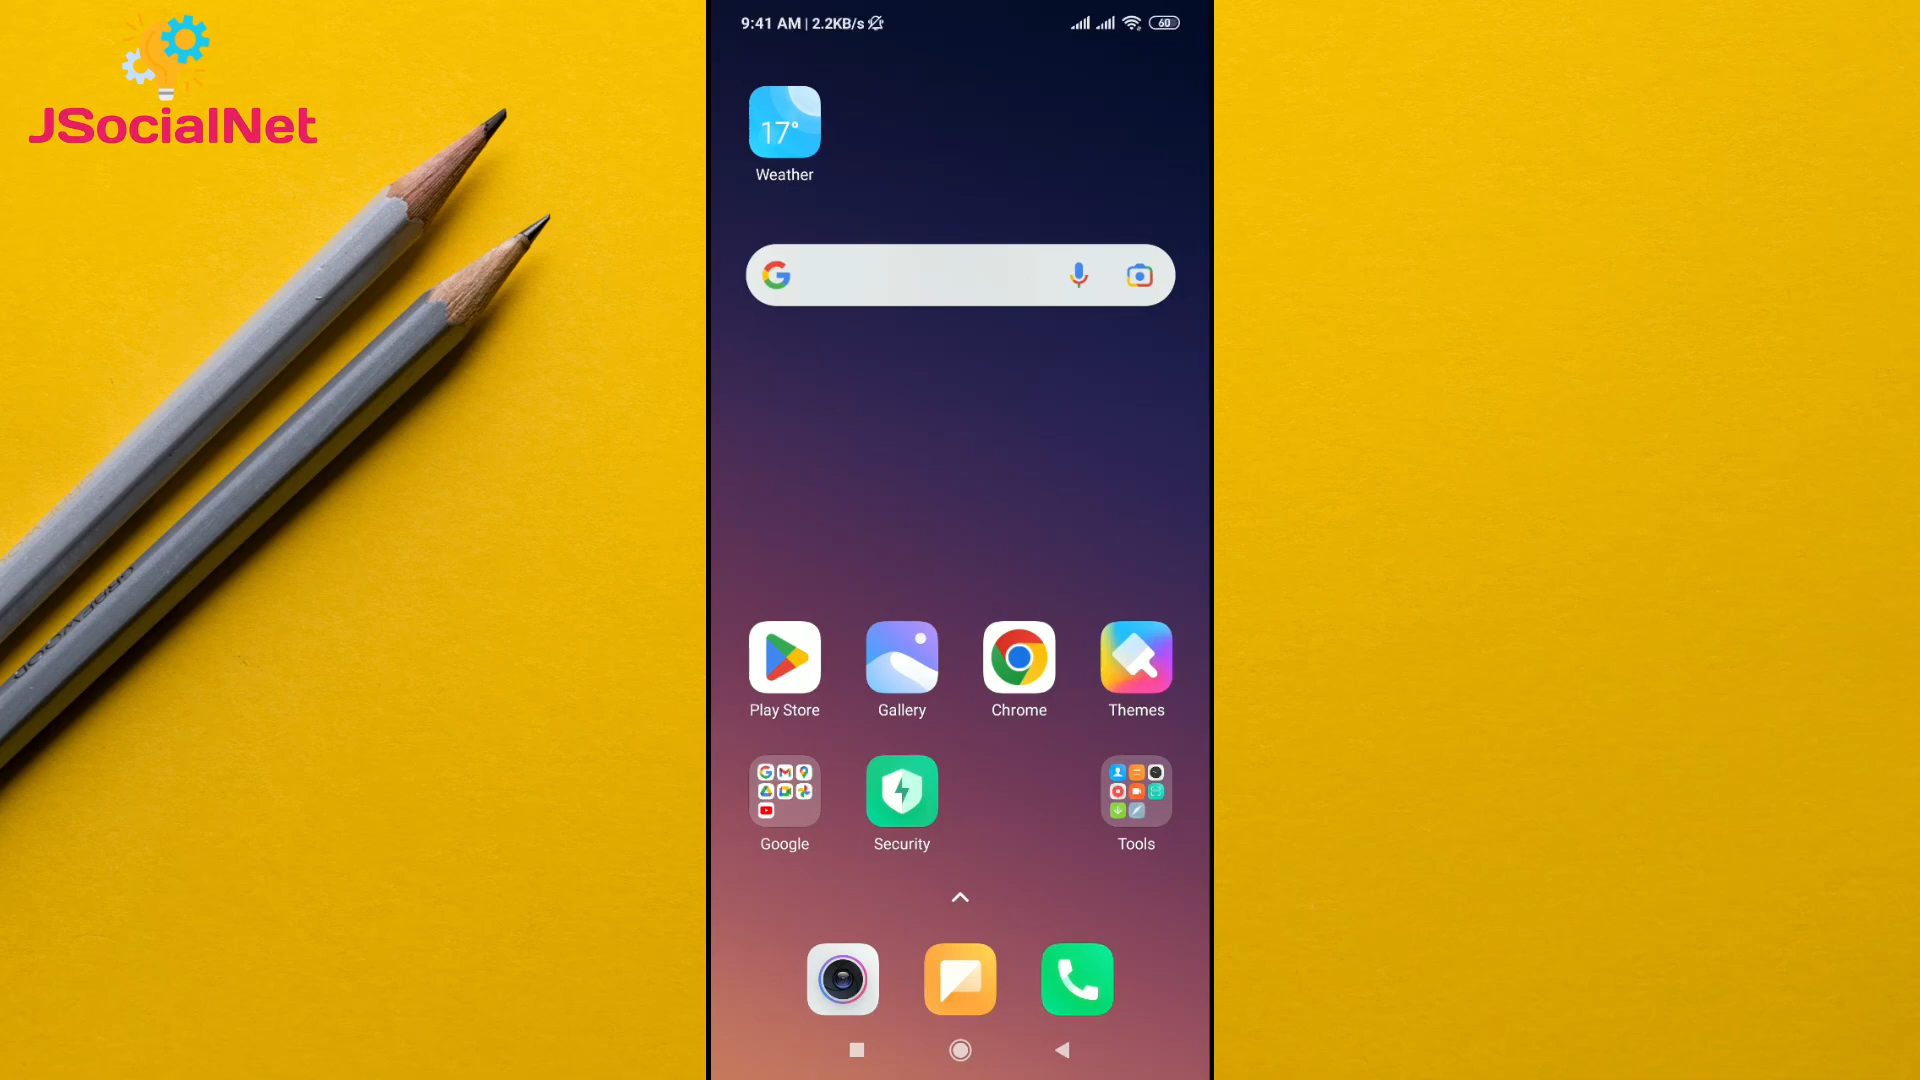 JSocialNet
9:41 AM | 2.2KB/s
60
17°
Weather
Play Store
Gallery
Chrome
Themes
Google
Security
Tools